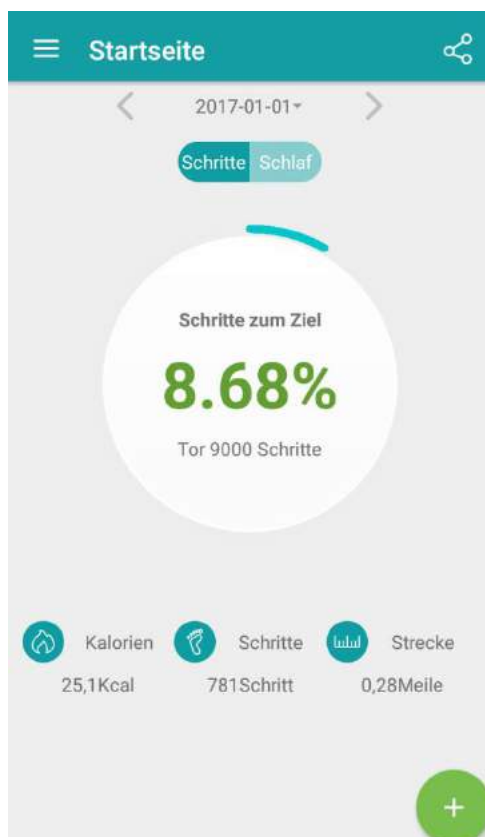 Startseite
2017-01-01
Schritte Schlaf
Schritte zum Ziel
8.68%
Tor 9000 Schritte
Kalorien Schritte Strecke
25,1Kcal 781Schritt 0,28Meile
+